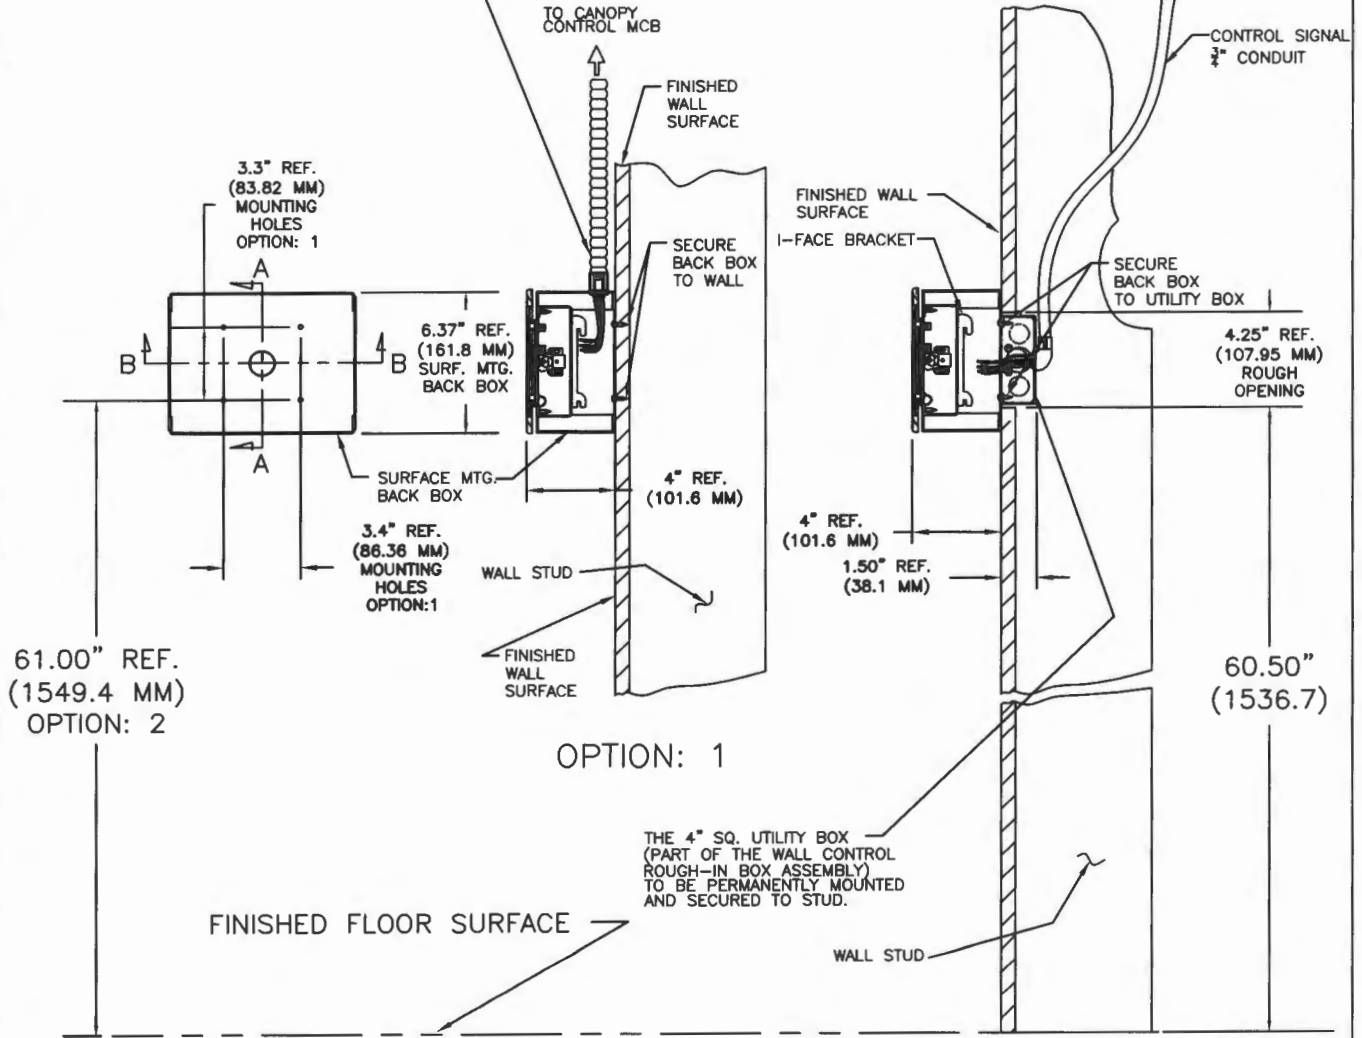 TO CANOPY
CONTROL MCB
CONTROL SIGNAL
3/4" CONDUIT
FINISHED
WALL
SURFACE
3.3" REF.
(83.82 MM)
MOUNTING
HOLES
OPTION: 1
FINISHED WALL
SURFACE
I-FACE BRACKET
SECURE
BACK BOX
TO WALL
SECURE
BACK BOX
TO UTILITY BOX
A
B
B
A
6.37" REF.
(161.8 MM)
SURF. MTG.
BACK BOX
4.25" REF.
(107.95 MM)
ROUGH
OPENING
SURFACE MTG.
BACK BOX
4" REF.
(101.6 MM)
3.4" REF.
(86.36 MM)
MOUNTING
HOLES
OPTION:1
4" REF.
(101.6 MM)
1.50" REF.
(38.1 MM)
WALL STUD
FINISHED
WALL
SURFACE
61.00" REF.
(1549.4 MM)
OPTION: 2
60.50"
(1536.7)
OPTION: 1
THE 4" SQ. UTILITY BOX
(PART OF THE WALL CONTROL
ROUGH-IN BOX ASSEMBLY)
TO BE PERMANENTLY MOUNTED
AND SECURED TO STUD.
FINISHED FLOOR SURFACE
WALL STUD